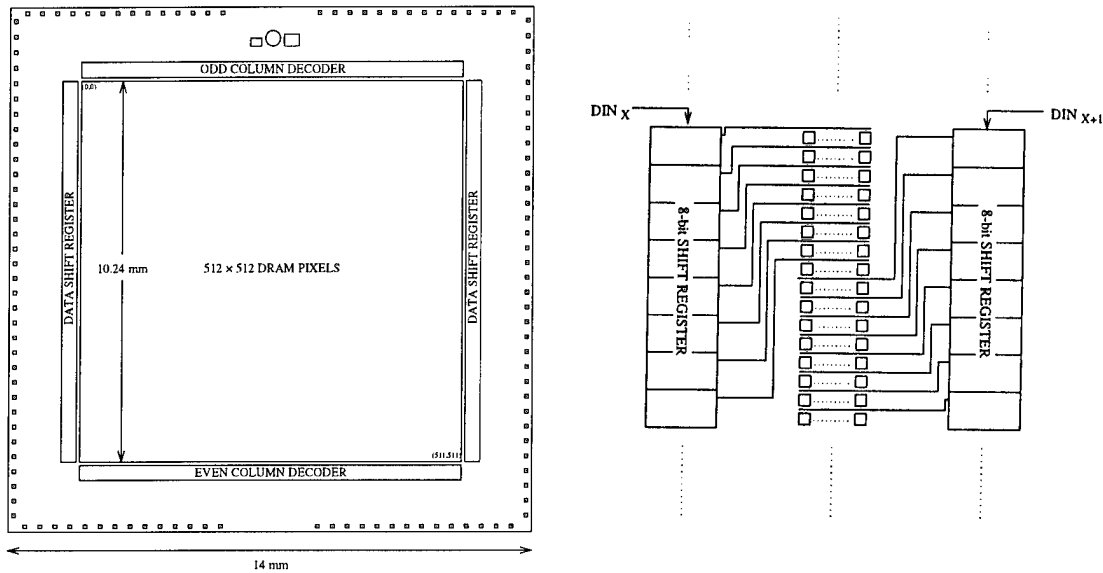 ODD COLUMN DECODER
(0,0)
DATA SHIFT REGISTER
10.24 mm
512 × 512 DRAM PIXELS
DATA SHIFT REGISTER
(511,511)
EVEN COLUMN DECODER
14 mm
DIN X
DIN X+1
8-bit SHIFT REGISTER
8-bit SHIFT REGISTER